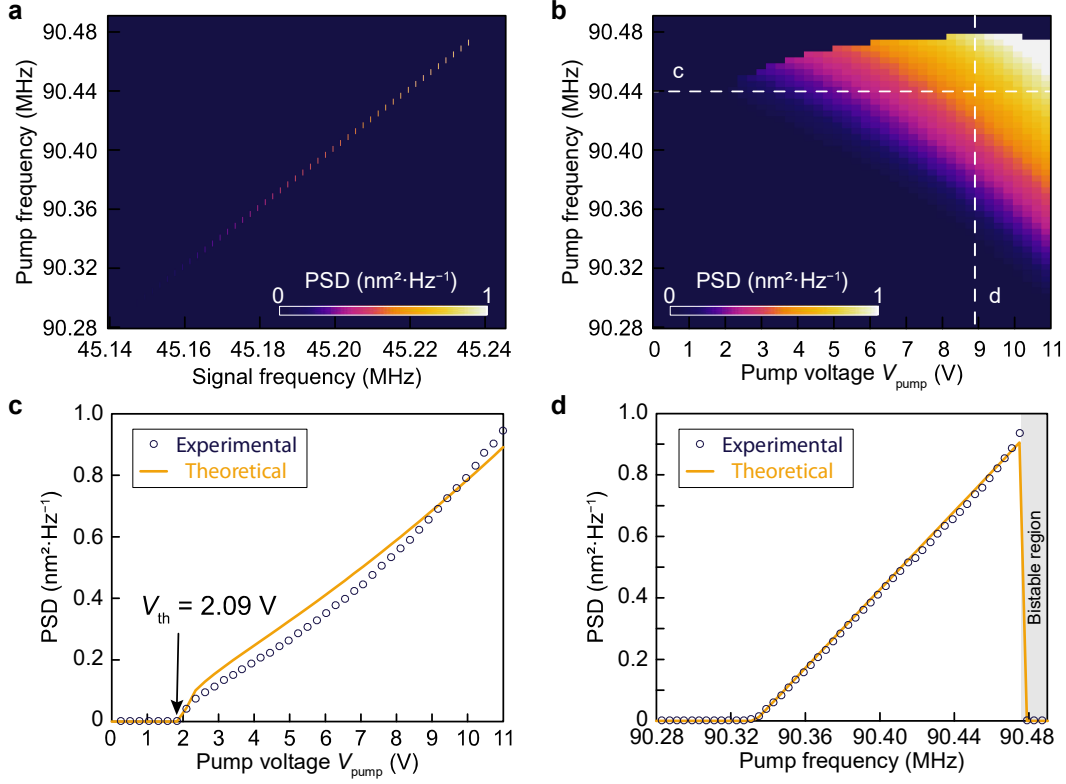 a
Pump frequency (MHz)
90.48
90.44
90.40
90.36
90.32
90.28
PSD (nm²·Hz⁻¹)
0 1
45.14 45.16 45.18 45.20 45.22 45.24
Signal frequency (MHz)
b
Pump frequency (MHz)
90.48
90.44
90.40
90.36
90.32
90.28
c
PSD (nm²·Hz⁻¹)
0 1
d
0 1 2 3 4 5 6 7 8 9 10 11
Pump voltage Vpump (V)
c
PSD (nm²·Hz⁻¹)
1.0
0.8
0.6
0.4
0.2
0
Experimental
Theoretical
Vth = 2.09 V
0 1 2 3 4 5 6 7 8 9 10 11
Pump voltage Vpump (V)
d
PSD (nm²·Hz⁻¹)
1.0
0.8
0.6
0.4
0.2
0
Experimental
Theoretical
Bistable region
90.28 90.32 90.36 90.40 90.44 90.48
Pump frequency (MHz)